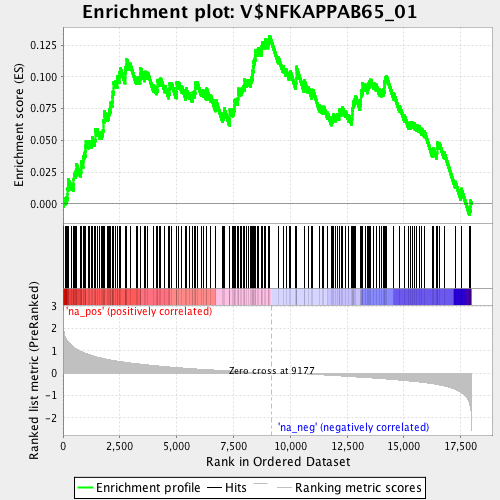 Enrichment plot: V$NFKAPPAB65_01
Enrichment score (ES)
0.125
0.100
0.075
0.050
0.025
0.000
'na_pos' (positively correlated)
Ranked list metric (PreRanked)
3
2
1
0
-1
-2
Zero cross at 9177
'na_neg' (negatively correlated)
0
2,500
5,000
7,500
10,000
12,500
15,000
17,500
Rank in Ordered Dataset
Enrichment profile
Hits
Ranking metric scores